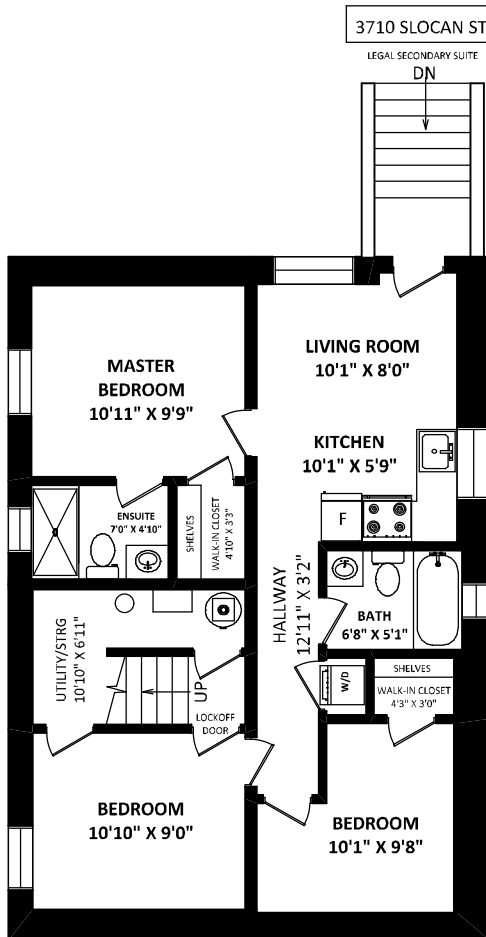 3710 SLOCAN ST
LEGAL SECONDARY SUITE
DN
LIVING ROOM
10'1" X 8'0"
MASTER
BEDROOM
10'11" X 9'9"
KITCHEN
10'1" X 5'9"
ENSUITE
7'0" X 4'10"
SHELVES
WALK-IN CLOSET
4'10" X 3'3"
F
HALLWAY
12'11" X 3'2"
BATH
6'8" X 5'1"
UTILITY/STRG
10'10" X 6'11"
UP
LOCKOFF
DOOR
W/D
SHELVES
WALK-IN CLOSET
4'3" X 3'0"
BEDROOM
10'10" X 9'0"
BEDROOM
10'1" X 9'8"